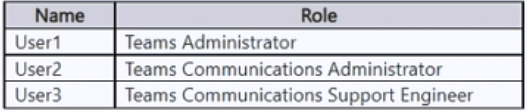 Name Role
User1 Teams Administrator
User2 Teams Communications Administrator
User3 Teams Communications Support Engineer